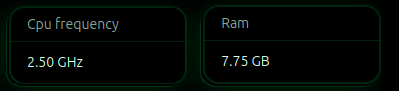 Cpu frequency
2.50 GHz
Ram
7.75 GB